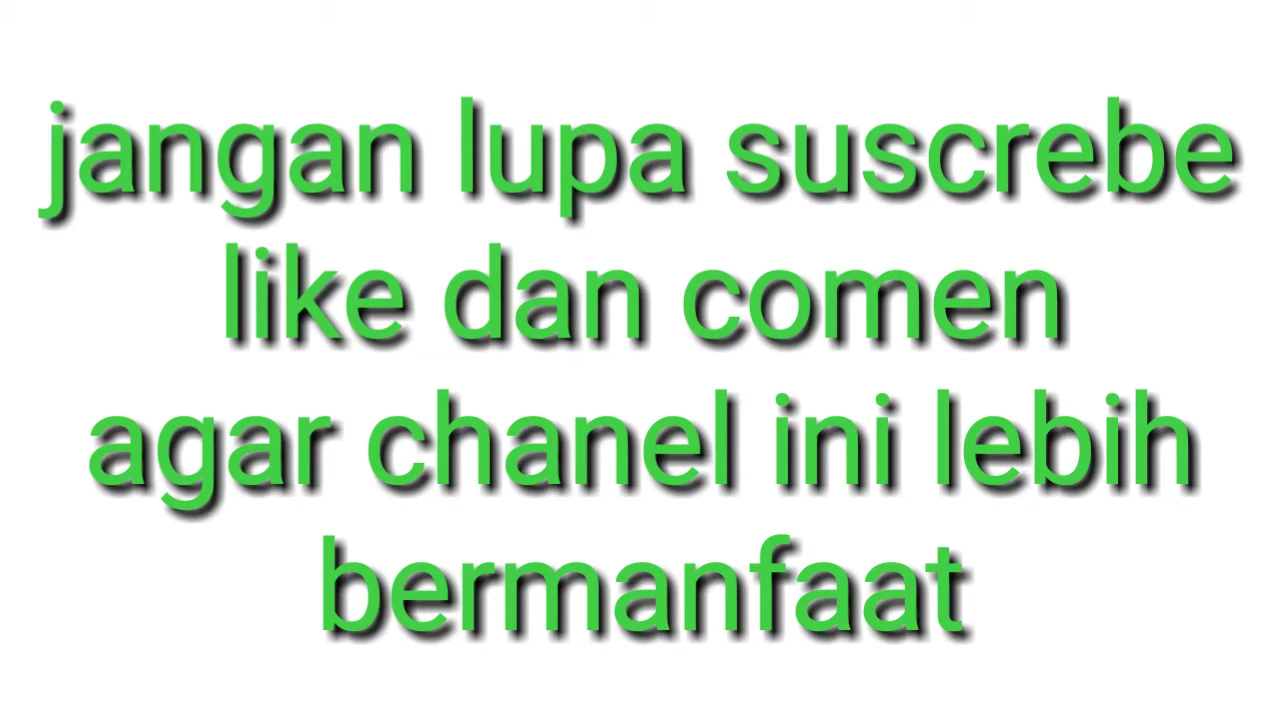 jangan lupa suscrebe
like dan comen
agar chanel ini lebih
bermanfaat